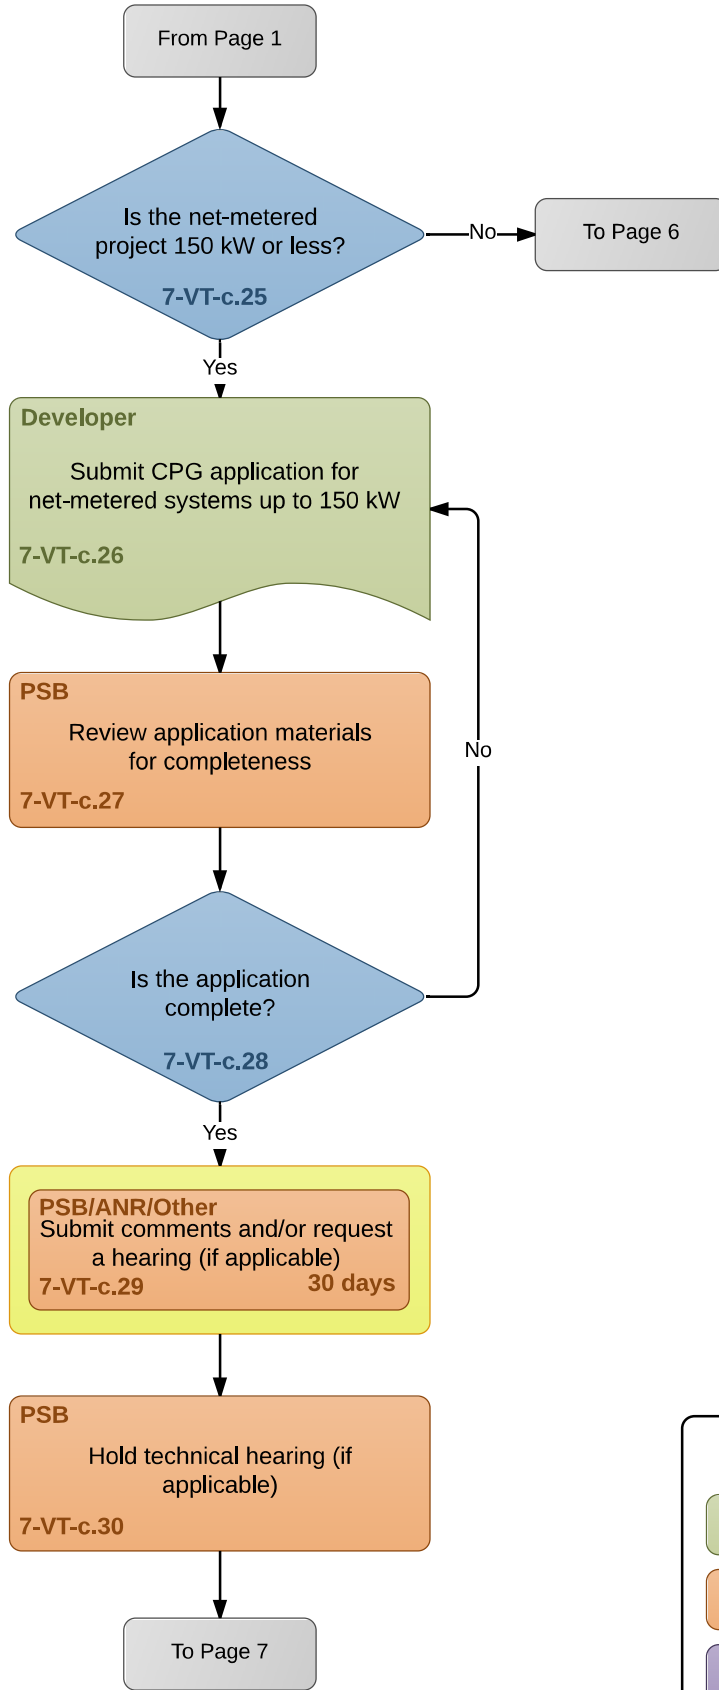 From Page 1
Is the net-metered
project 150 kW or less?
7-VT-c.25
No
To Page 6
Yes
Developer
Submit CPG application for
net-metered systems up to 150 kW
7-VT-c.26
PSB
Review application materials
for completeness
7-VT-c.27
No
Is the application
complete?
7-VT-c.28
Yes
PSB/ANR/Other
Submit comments and/or request
a hearing (if applicable)
7-VT-c.29
30 days
PSB
Hold technical hearing (if
applicable)
7-VT-c.30
To Page 7